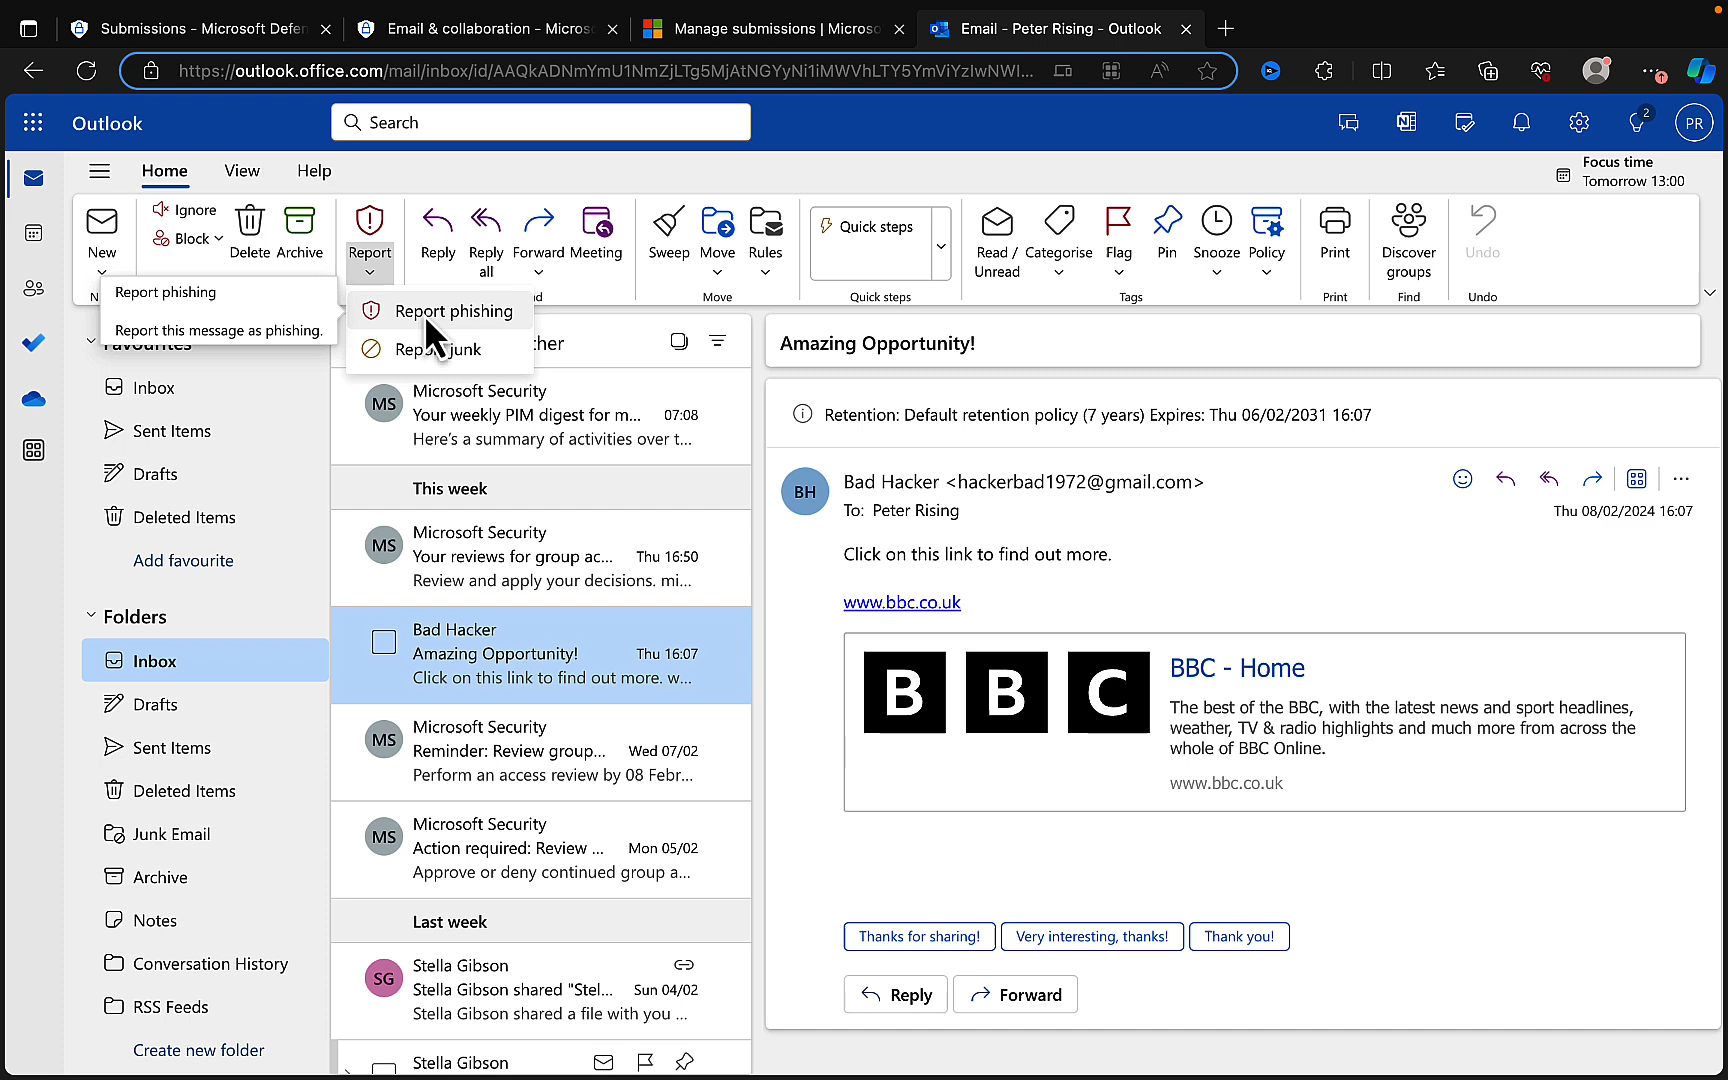 Submissions - Microsoft Defen
Email & collaboration - Micros
Manage submissions | Micros
Email - Peter Rising - Outlook
https://outlook.office.com/mail/inbox/id/AAQkADNmYmU1NmZjLTg5MjAtNGYyNi1iMWVhLTY5YmViYzIwNWI...
Outlook
Search
2
PR
Home
View
Help
Focus time
Tomorrow 13:00
New
Ignore
Block
Delete
Archive
Report
Reply
Reply all
Forward
Meeting
Sweep
Move
Rules
Move
Quick steps
Quick steps
Read / Unread
Categorise
Flag
Pin
Snooze
Policy
Tags
Print
Print
Discover groups
Find
Undo
Undo
Report phishing
Report this message as phishing.
Report phishing
Report junk
Favourites
Inbox
Sent Items
Drafts
Deleted Items
Add favourite
Folders
Inbox
Drafts
Sent Items
Deleted Items
Junk Email
Archive
Notes
Conversation History
RSS Feeds
Create new folder
her
MS
Microsoft Security
Your weekly PIM digest for m... 07:08
Here's a summary of activities over t...
This week
MS
Microsoft Security
Your reviews for group ac... Thu 16:50
Review and apply your decisions. mi...
Bad Hacker
Amazing Opportunity! Thu 16:07
Click on this link to find out more. w...
MS
Microsoft Security
Reminder: Review group... Wed 07/02
Perform an access review by 08 Febr...
MS
Microsoft Security
Action required: Review ... Mon 05/02
Approve or deny continued group a...
Last week
SG
Stella Gibson
Stella Gibson shared "Stel... Sun 04/02
Stella Gibson shared a file with you ...
Stella Gibson
Amazing Opportunity!
Retention: Default retention policy (7 years) Expires: Thu 06/02/2031 16:07
BH
Bad Hacker <hackerbad1972@gmail.com>
To: Peter Rising
Thu 08/02/2024 16:07
Click on this link to find out more.
www.bbc.co.uk
B B C
BBC - Home
The best of the BBC, with the latest news and sport headlines,
weather, TV & radio highlights and much more from across the
whole of BBC Online.
www.bbc.co.uk
Thanks for sharing!
Very interesting, thanks!
Thank you!
Reply
Forward